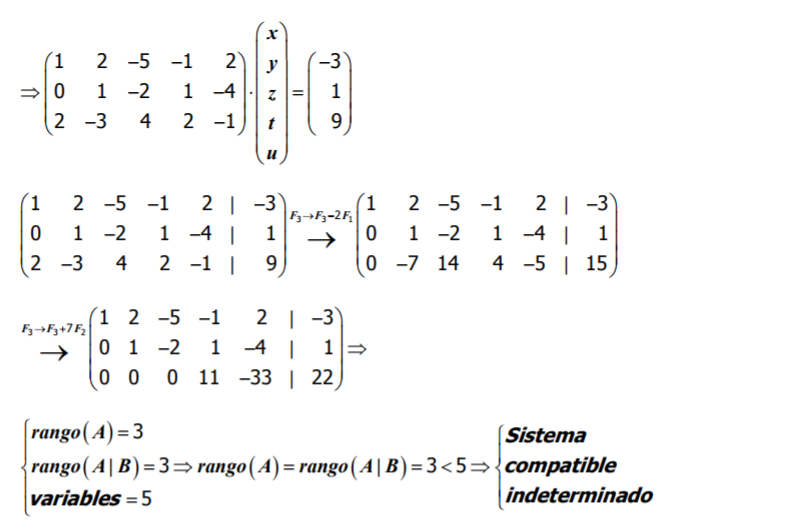 ⇒ (1 2 −5 −1 2; 0 1 −2 1 −4; 2 −3 4 2 −1) · (x; y; z; t; u) = (−3; 1; 9)
(1 2 −5 −1 2 | −3; 0 1 −2 1 −4 | 1; 2 −3 4 2 −1 | 9) F₃→F₃−2F₁ → (1 2 −5 −1 2 | −3; 0 1 −2 1 −4 | 1; 0 −7 14 4 −5 | 15)
F₃→F₃+7F₂ → (1 2 −5 −1 2 | −3; 0 1 −2 1 −4 | 1; 0 0 0 11 −33 | 22) ⇒
{ rango(A) = 3
rango(A|B) = 3 ⇒ rango(A) = rango(A|B) = 3 < 5 ⇒
variables = 5
{ Sistema
compatible
indeterminado